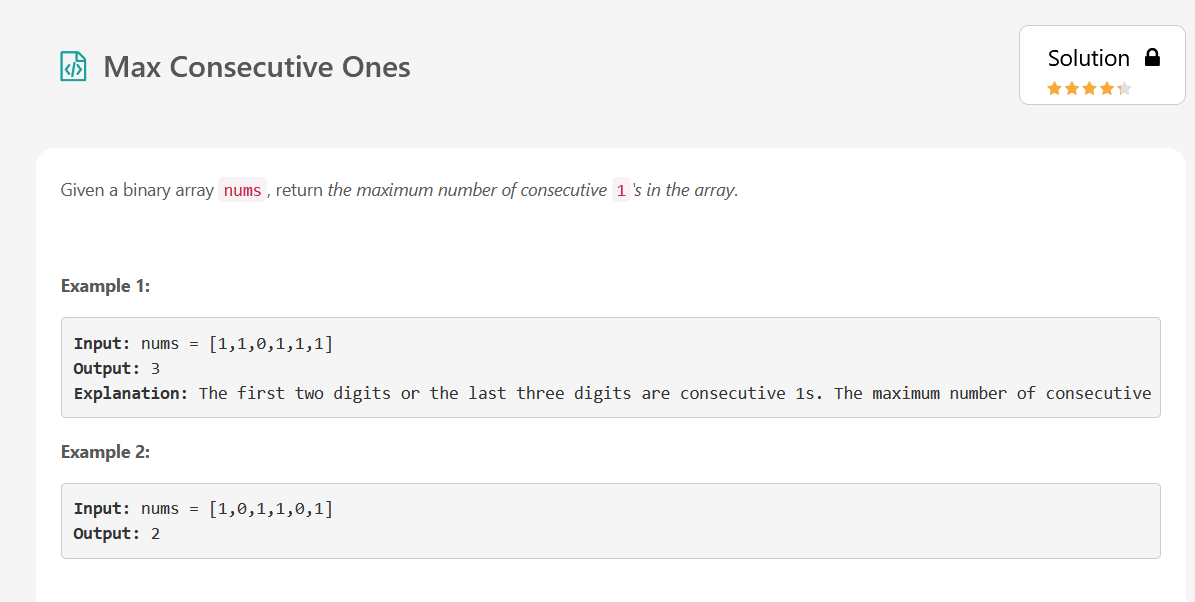 Max Consecutive Ones
Solution
Given a binary array nums, return the maximum number of consecutive 1's in the array.
Example 1:
Input: nums = [1,1,0,1,1,1]
Output: 3
Explanation: The first two digits or the last three digits are consecutive 1s. The maximum number of consecutive
Example 2:
Input: nums = [1,0,1,1,0,1]
Output: 2